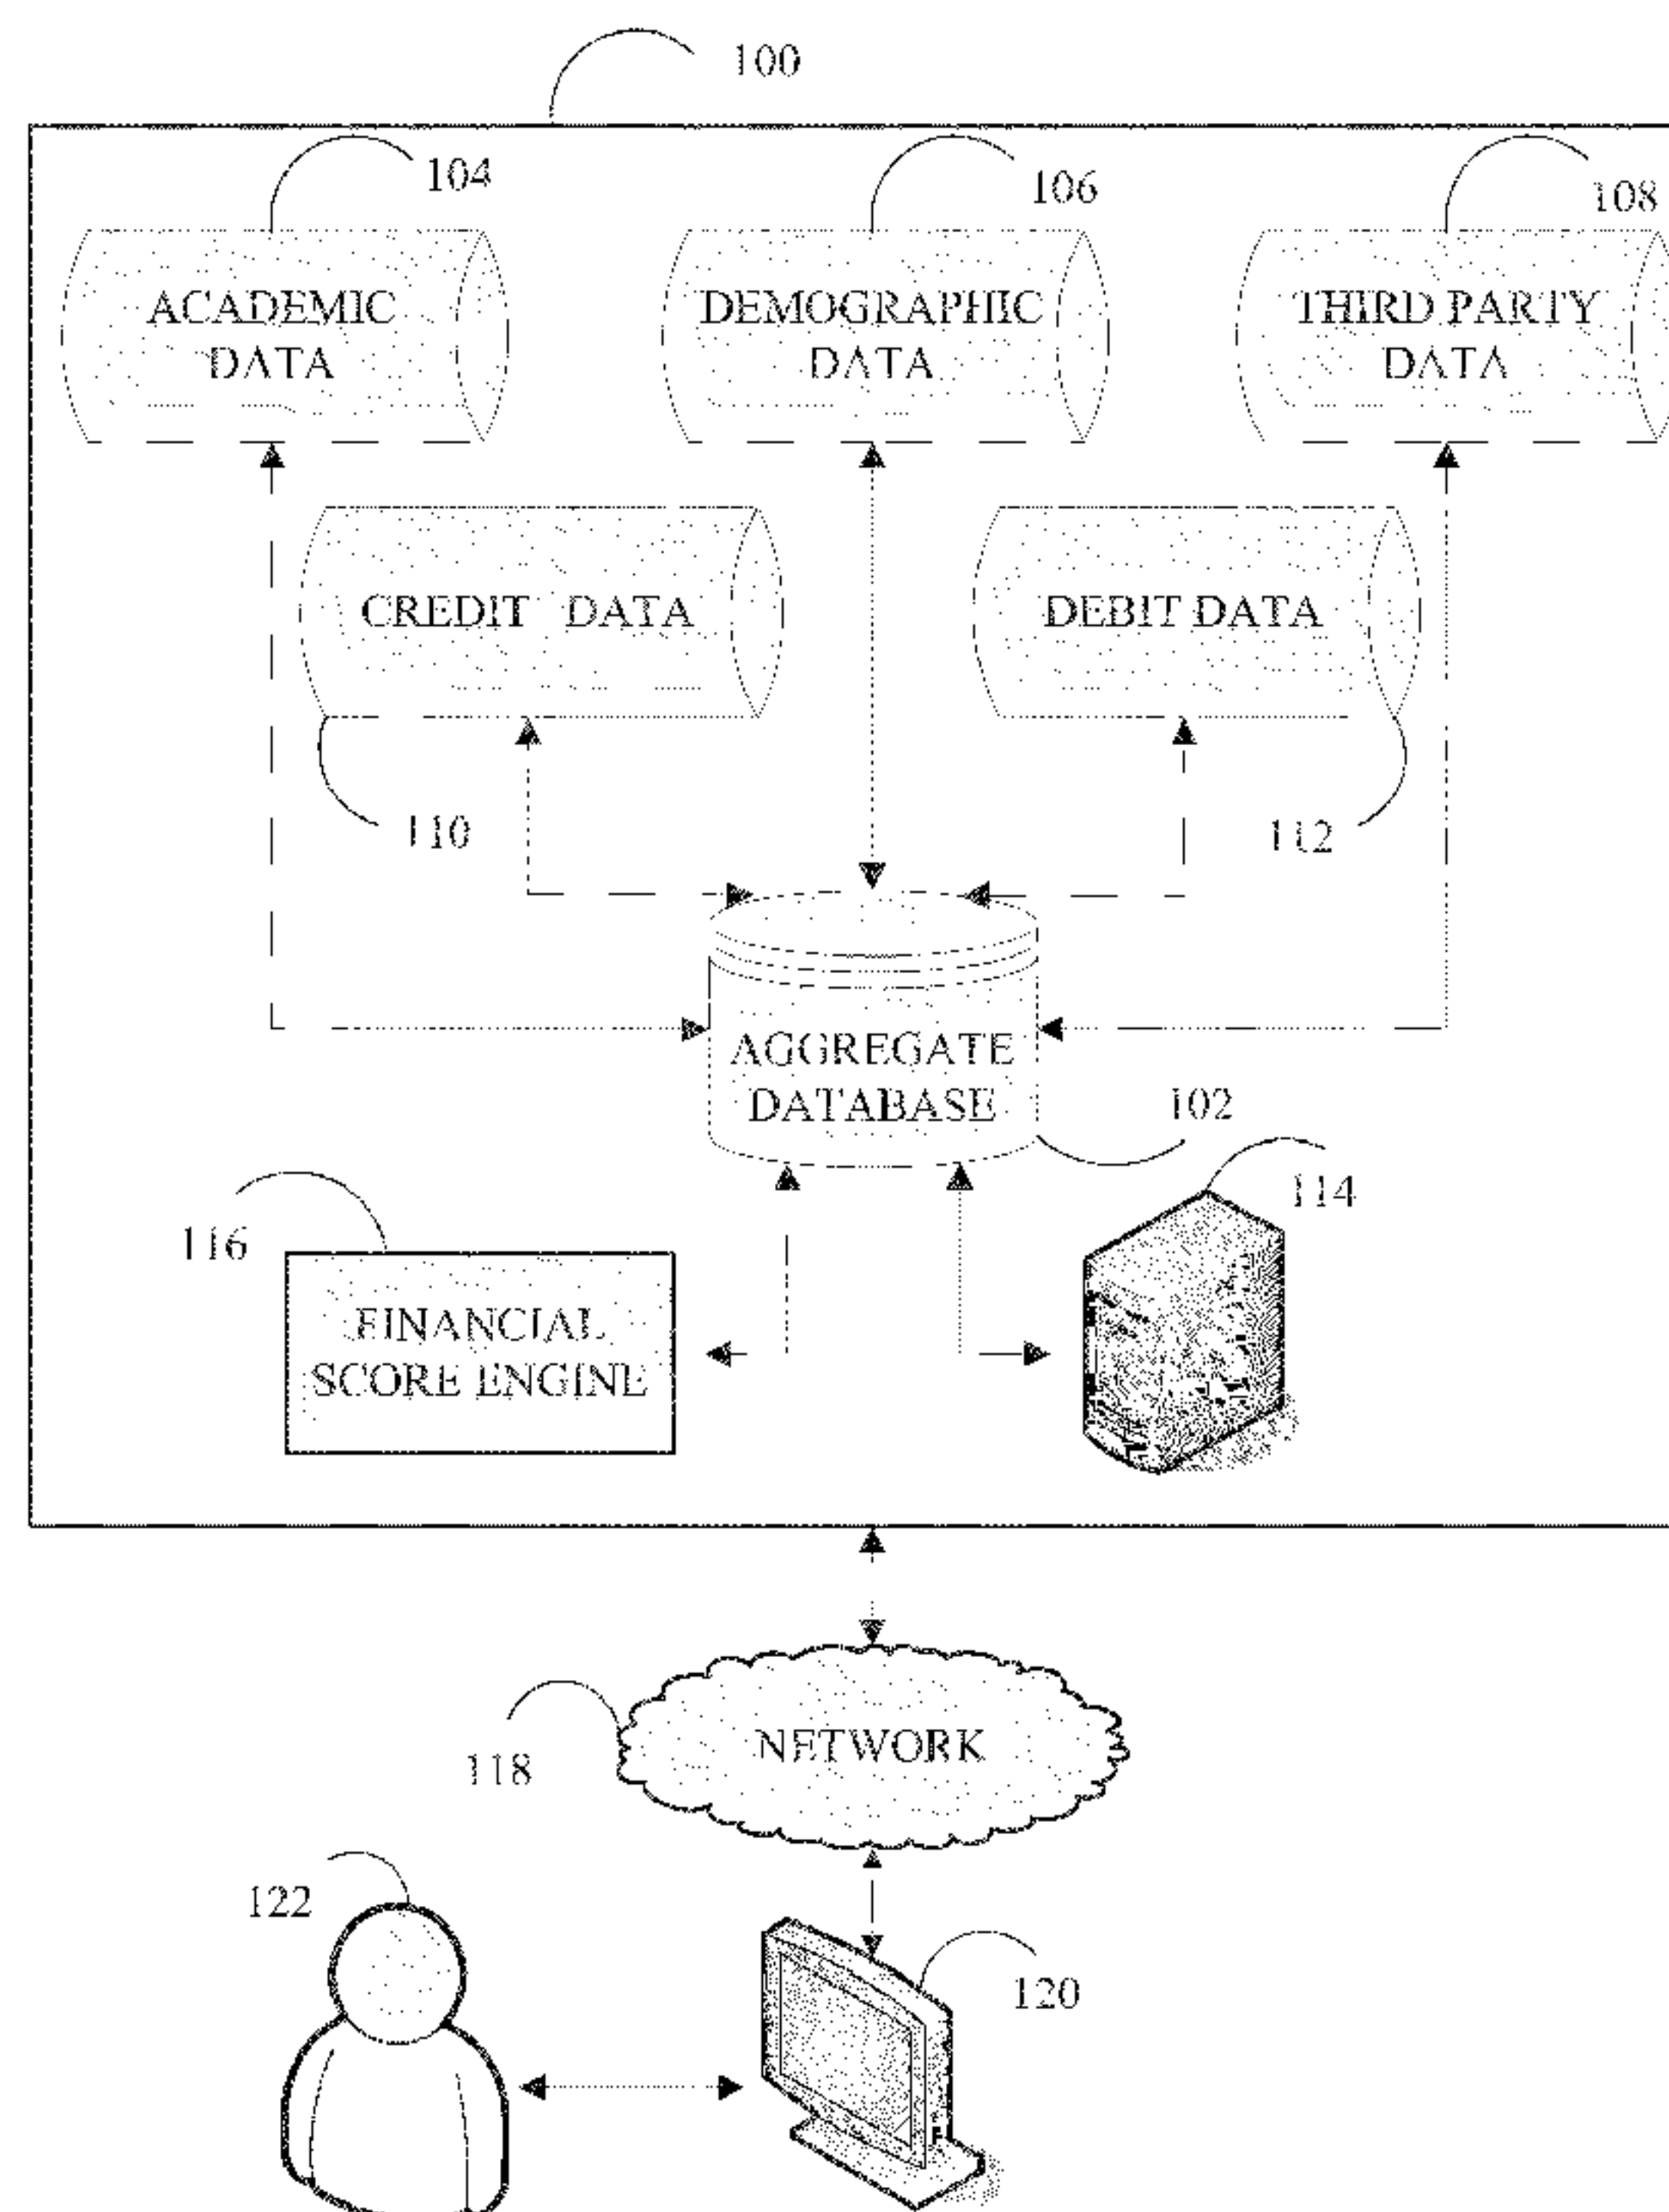 100
104
106
108
ACADEMIC
DATA
DEMOGRAPHIC
DATA
THIRD PARTY
DATA
CREDIT DATA
DEBIT DATA
110
112
AGGREGATE
DATABASE
102
114
116
FINANCIAL
SCORE ENGINE
NETWORK
118
122
120